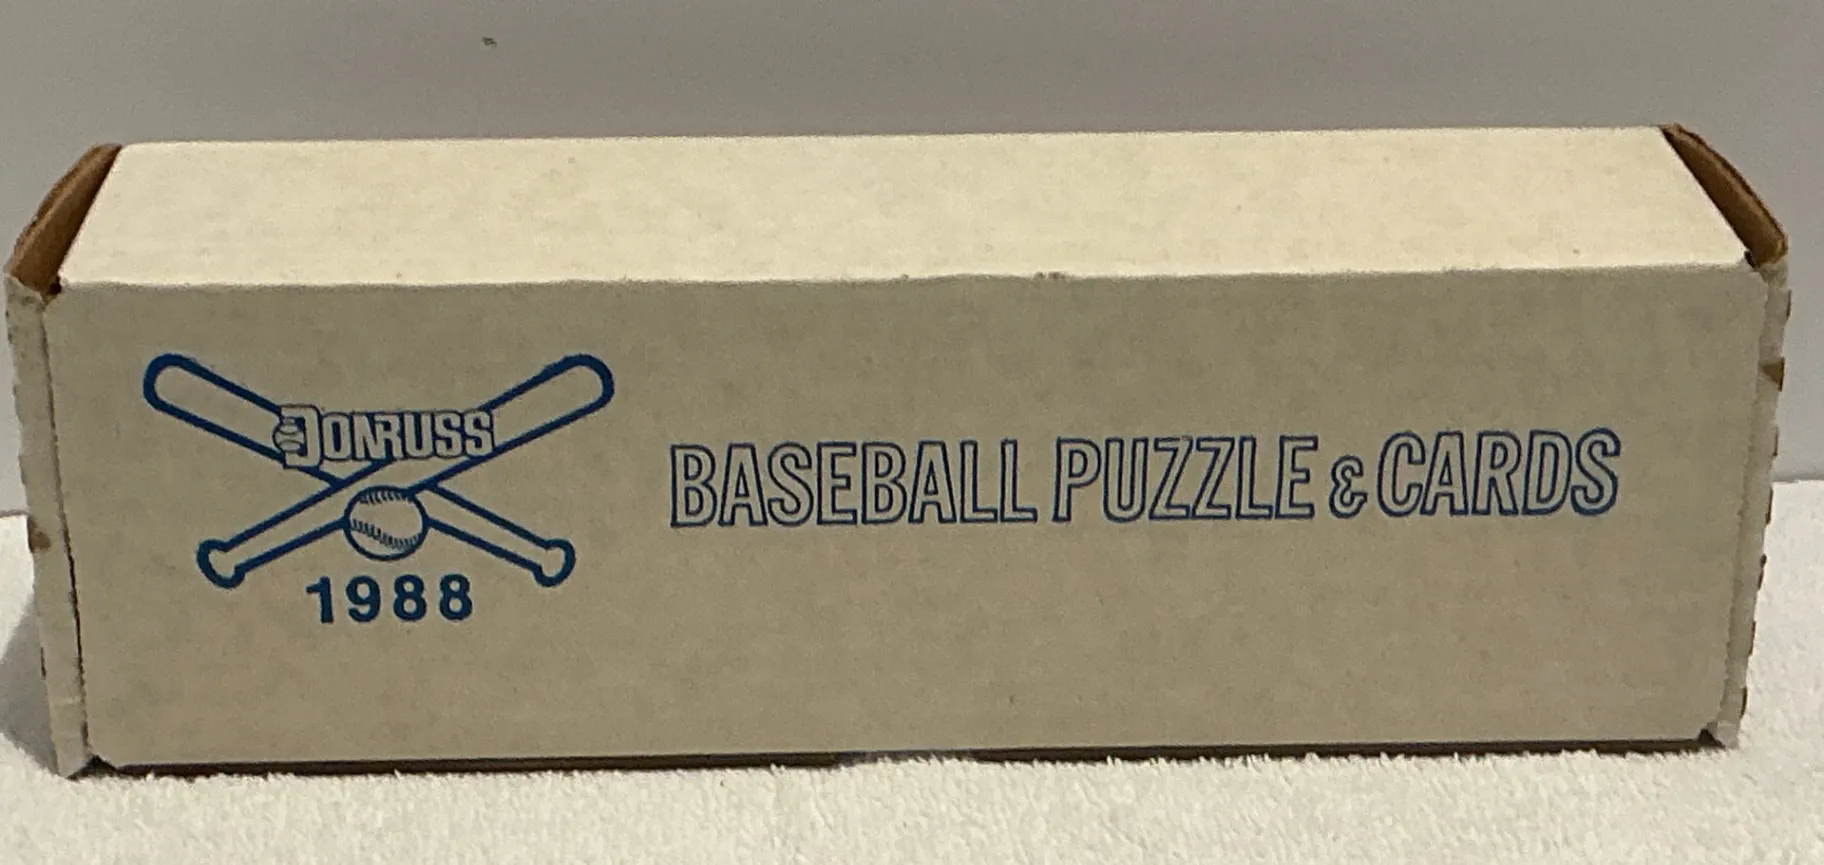 DONRUSS
1988
BASEBALL PUZZLE & CARDS